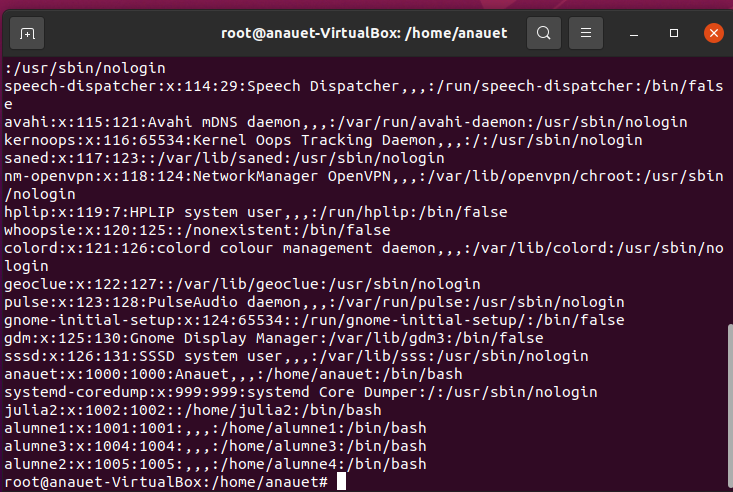 root@anauet-VirtualBox: /home/anauet
:/usr/sbin/nologin
speech-dispatcher:x:114:29:Speech Dispatcher,,,:/run/speech-dispatcher:/bin/fals
e
avahi:x:115:121:Avahi mDNS daemon,,,:/var/run/avahi-daemon:/usr/sbin/nologin
kernoops:x:116:65534:Kernel Oops Tracking Daemon,,,:/:/usr/sbin/nologin
saned:x:117:123::/var/lib/saned:/usr/sbin/nologin
nm-openvpn:x:118:124:NetworkManager OpenVPN,,,:/var/lib/openvpn/chroot:/usr/sbin
/nologin
hplip:x:119:7:HPLIP system user,,,:/run/hplip:/bin/false
whoopsie:x:120:125::/nonexistent:/bin/false
colord:x:121:126:colord colour management daemon,,,:/var/lib/colord:/usr/sbin/no
login
geoclue:x:122:127::/var/lib/geoclue:/usr/sbin/nologin
pulse:x:123:128:PulseAudio daemon,,,:/var/run/pulse:/usr/sbin/nologin
gnome-initial-setup:x:124:65534::/run/gnome-initial-setup/:/bin/false
gdm:x:125:130:Gnome Display Manager:/var/lib/gdm3:/bin/false
sssd:x:126:131:SSSD system user,,,:/var/lib/sss:/usr/sbin/nologin
anauet:x:1000:1000:Anauet,,,:/home/anauet:/bin/bash
systemd-coredump:x:999:999:systemd Core Dumper:/:/usr/sbin/nologin
julia2:x:1002:1002::/home/julia2:/bin/bash
alumne1:x:1001:1001:,,,:/home/alumne1:/bin/bash
alumne3:x:1004:1004:,,,:/home/alumne3:/bin/bash
alumne2:x:1005:1005:,,,:/home/alumne4:/bin/bash
root@anauet-VirtualBox:/home/anauet#